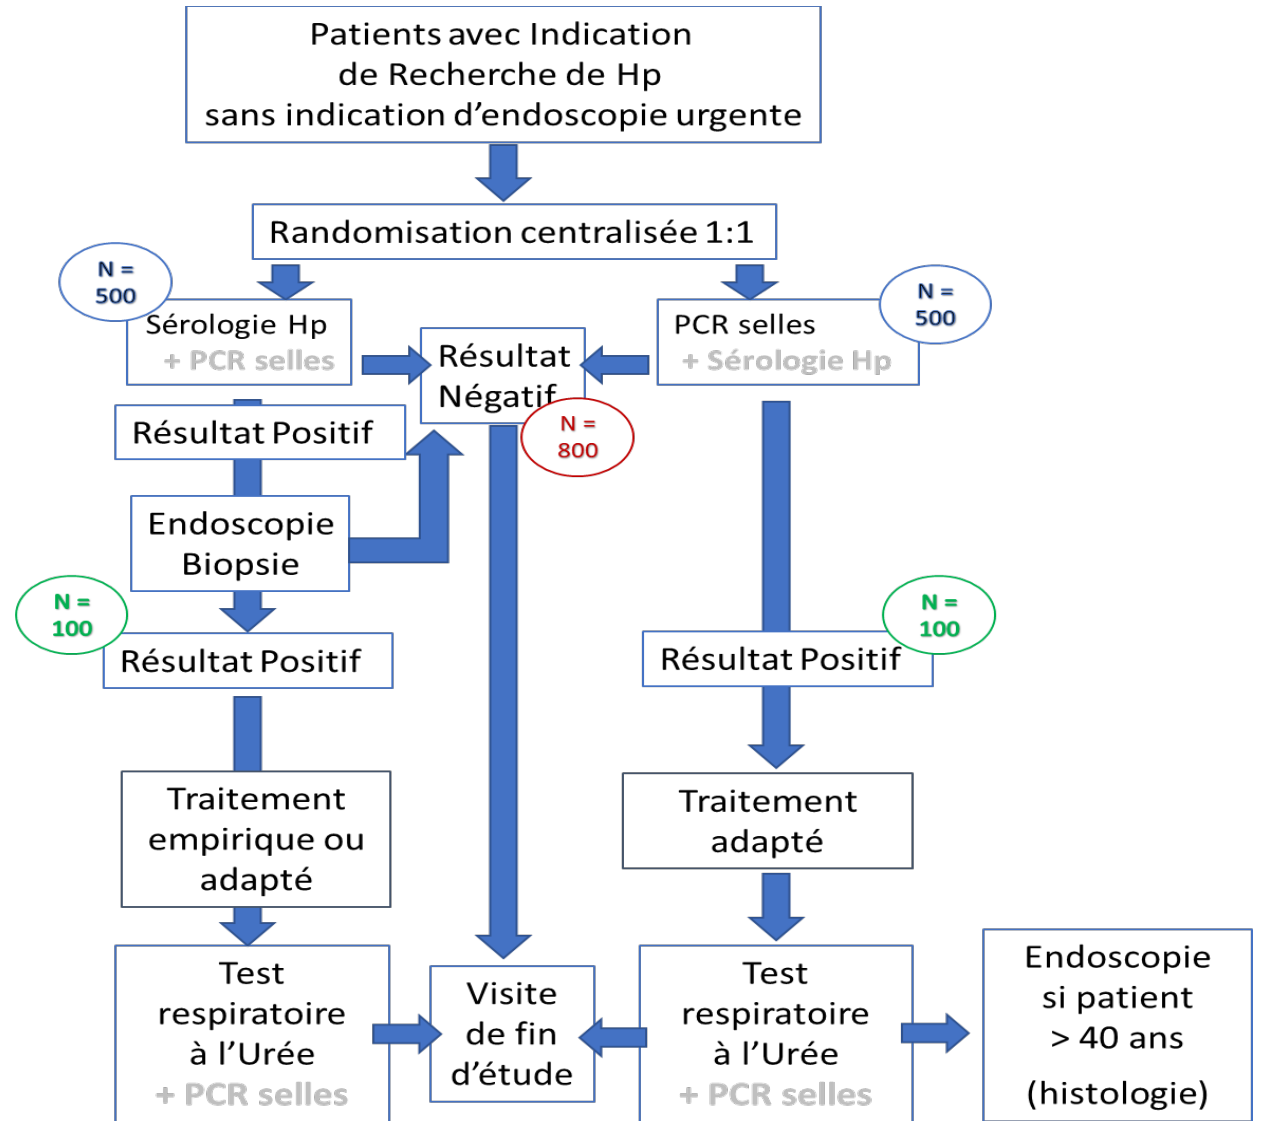 Patients avec Indication
de Recherche de Hp
sans indication d’endoscopie urgente
Randomisation centralisée 1:1
N =
500
Sérologie Hp
+ PCR selles
Résultat
Négatif
N =
800
PCR selles
+ Sérologie Hp
N =
500
Résultat Positif
Endoscopie
Biopsie
N =
100
Résultat Positif
N =
100
Résultat Positif
Traitement
empirique ou
adapté
Traitement
adapté
Test
respiratoire
à l’Urée
+ PCR selles
Visite
de fin
d’étude
Test
respiratoire
à l’Urée
+ PCR selles
Endoscopie
si patient
> 40 ans
(histologie)